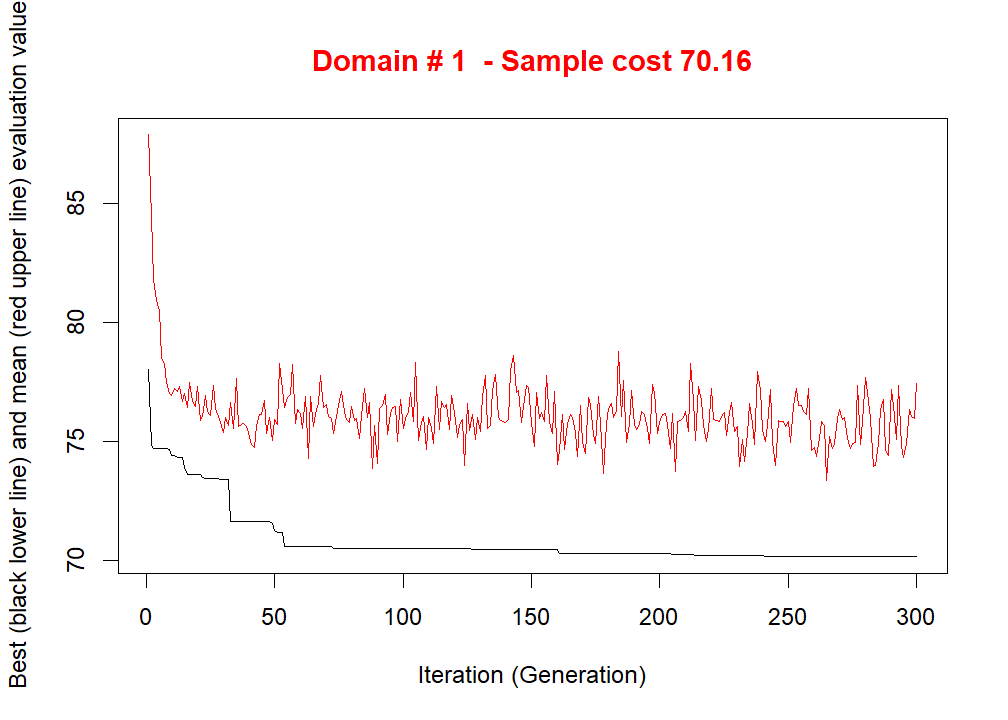 Domain # 1  - Sample cost 70.16
Best (black lower line) and mean (red upper line) evaluation value
85
80
75
70
0 50 100 150 200 250 300
Iteration (Generation)